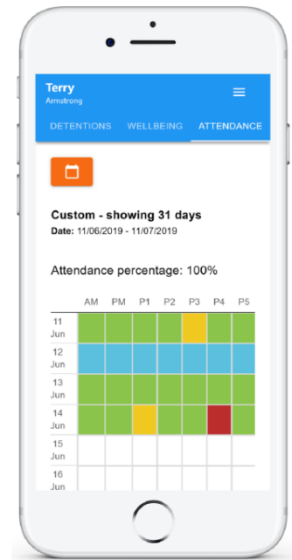 Terry
Armstrong
DETENTIONS WELLBEING ATTENDANCE
Custom - showing 31 days
Date: 11/06/2019 - 11/07/2019
Attendance percentage: 100%
AM PM P1 P2 P3 P4 P5
11
Jun
12
Jun
13
Jun
14
Jun
15
Jun
16
Jun